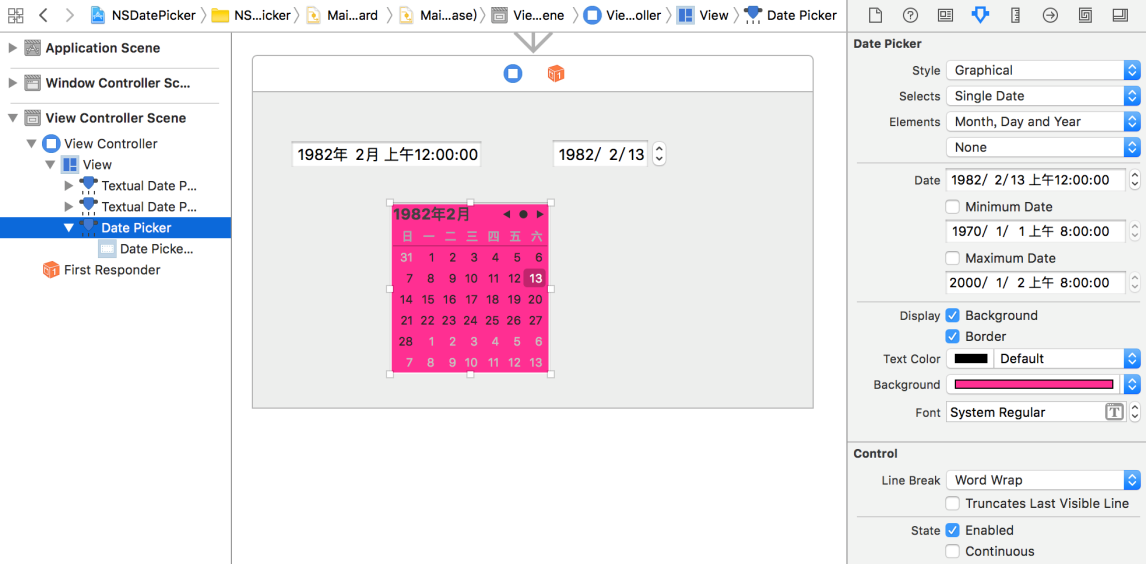 NSDatePicker NS...icker Mai...ard Mai...ase) Vie...ene Vie...oller View Date Picker
Application Scene
Window Controller Sc...
View Controller Scene
View Controller
View
Textual Date P...
Textual Date P...
Date Picker
Date Picke...
First Responder
1982年 2月 上午12:00:00
1982/ 2/13
1982年2月
日 一 二 三 四 五 六
31 1 2 3 4 5 6
7 8 9 10 11 12 13
14 15 16 17 18 19 20
21 22 23 24 25 26 27
28 1 2 3 4 5 6
7 8 9 10 11 12 13
Date Picker
Style Graphical
Selects Single Date
Elements Month, Day and Year
None
Date 1982/ 2/13 上午12:00:00
Minimum Date
1970/ 1/ 1 上午 8:00:00
Maximum Date
2000/ 1/ 2 上午 8:00:00
Display Background
Border
Text Color Default
Background
Font System Regular T
Control
Line Break Word Wrap
Truncates Last Visible Line
State Enabled
Continuous